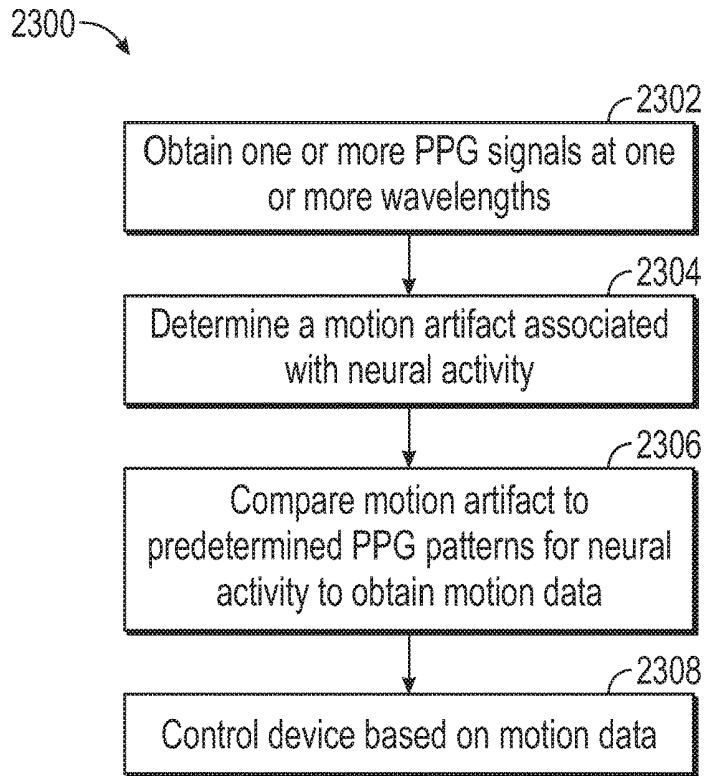 2300
2302
Obtain one or more PPG signals at one
or more wavelengths
2304
Determine a motion artifact associated
with neural activity
2306
Compare motion artifact to
predetermined PPG patterns for neural
activity to obtain motion data
2308
Control device based on motion data